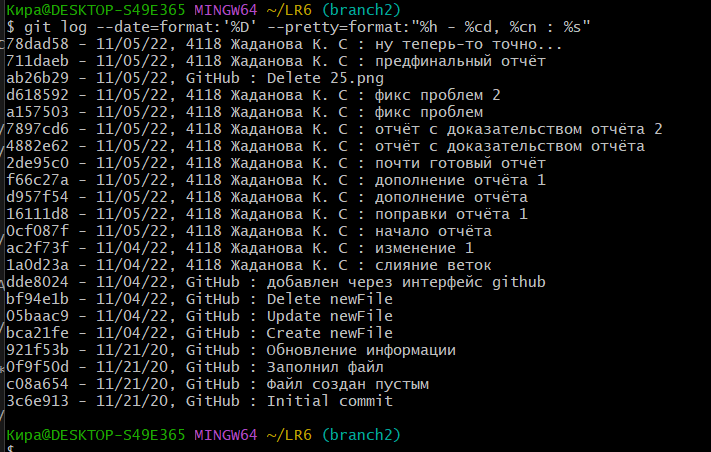 Кира@DESKTOP-S49E365 MINGW64 ~/LR6 (branch2)
$ git log --date=format:'%D' --pretty=format:"%h - %cd, %cn : %s"
c78dad58 - 11/05/22, 4118 Жаданова К. С : ну теперь-то точно...
711daeb - 11/05/22, 4118 Жаданова К. С : предфинальный отчёт
ab26b29 - 11/05/22, GitHub : Delete 25.png
d618592 - 11/05/22, 4118 Жаданова К. С : фикс проблем 2
a157503 - 11/05/22, 4118 Жаданова К. С : фикс проблем
7897cd6 - 11/05/22, 4118 Жаданова К. С : отчёт с доказательством отчёта 2
4882e62 - 11/05/22, 4118 Жаданова К. С : отчёт с доказательством отчёта
2de95c0 - 11/05/22, 4118 Жаданова К. С : почти готовый отчёт
f66c27a - 11/05/22, 4118 Жаданова К. С : дополнение отчёта 1
d957f54 - 11/05/22, 4118 Жаданова К. С : дополнение отчёта
16111d8 - 11/05/22, 4118 Жаданова К. С : поправки отчёта 1
0cf087f - 11/05/22, 4118 Жаданова К. С : начало отчёта
ac2f73f - 11/04/22, 4118 Жаданова К. С : изменение 1
1a0d23a - 11/04/22, 4118 Жаданова К. С : слияние веток
dde8024 - 11/04/22, GitHub : добавлен через интерфейс github
bf94e1b - 11/04/22, GitHub : Delete newFile
05baac9 - 11/04/22, GitHub : Update newFile
bca21fe - 11/04/22, GitHub : Create newFile
921f53b - 11/21/20, GitHub : Обновление информации
0f9f50d - 11/21/20, GitHub : Заполнил файл
c08a654 - 11/21/20, GitHub : Файл создан пустым
3c6e913 - 11/21/20, GitHub : Initial commit
Кира@DESKTOP-S49E365 MINGW64 ~/LR6 (branch2)
$